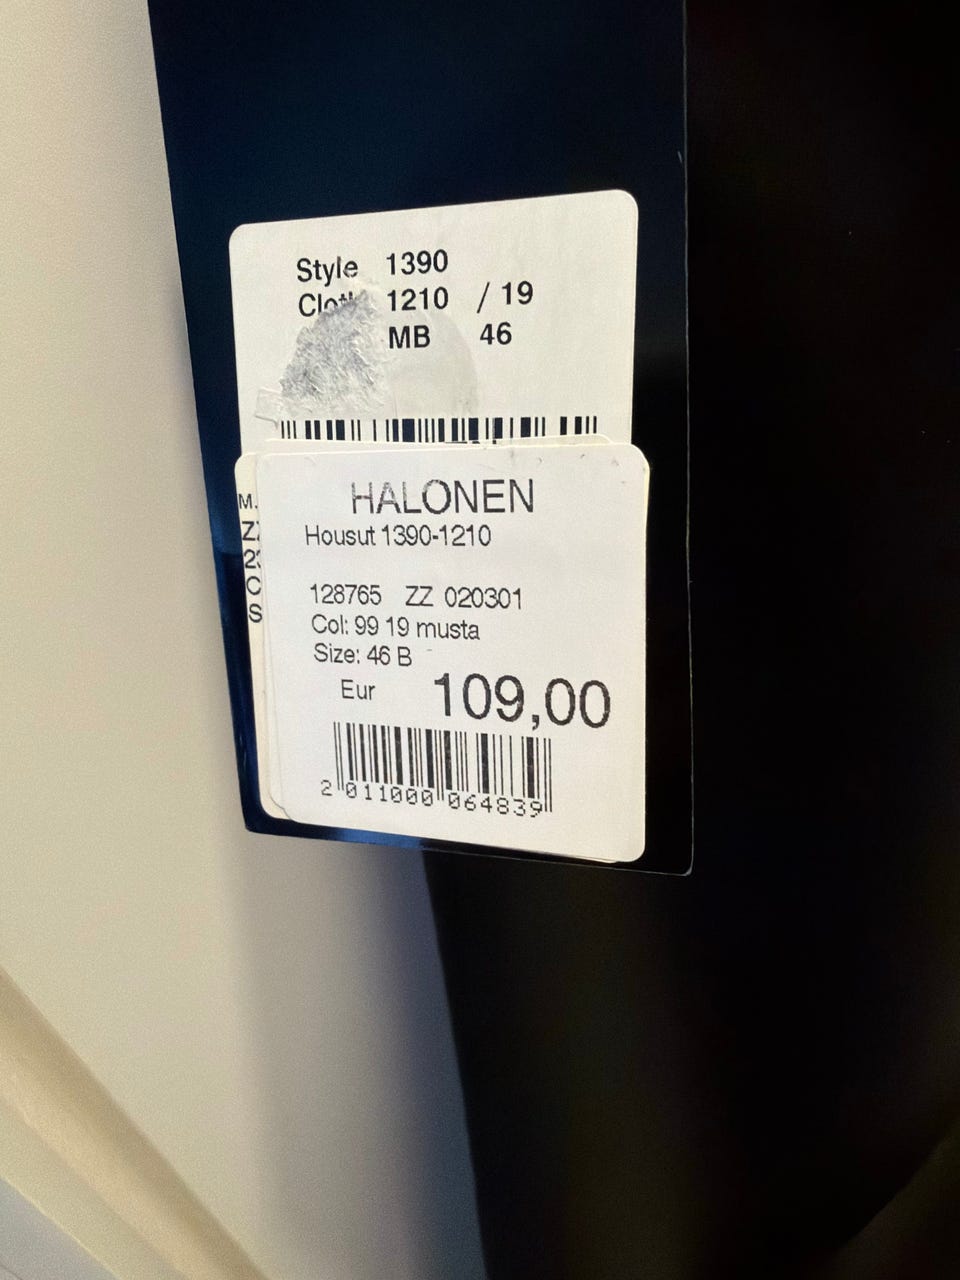 Style 1390
1210 / 19
MB 46
HALONEN
Housut 1390-1210
128765 ZZ 020301
Col: 99 19 musta
Size: 46 B
Eur 109,00
2 011000 064839